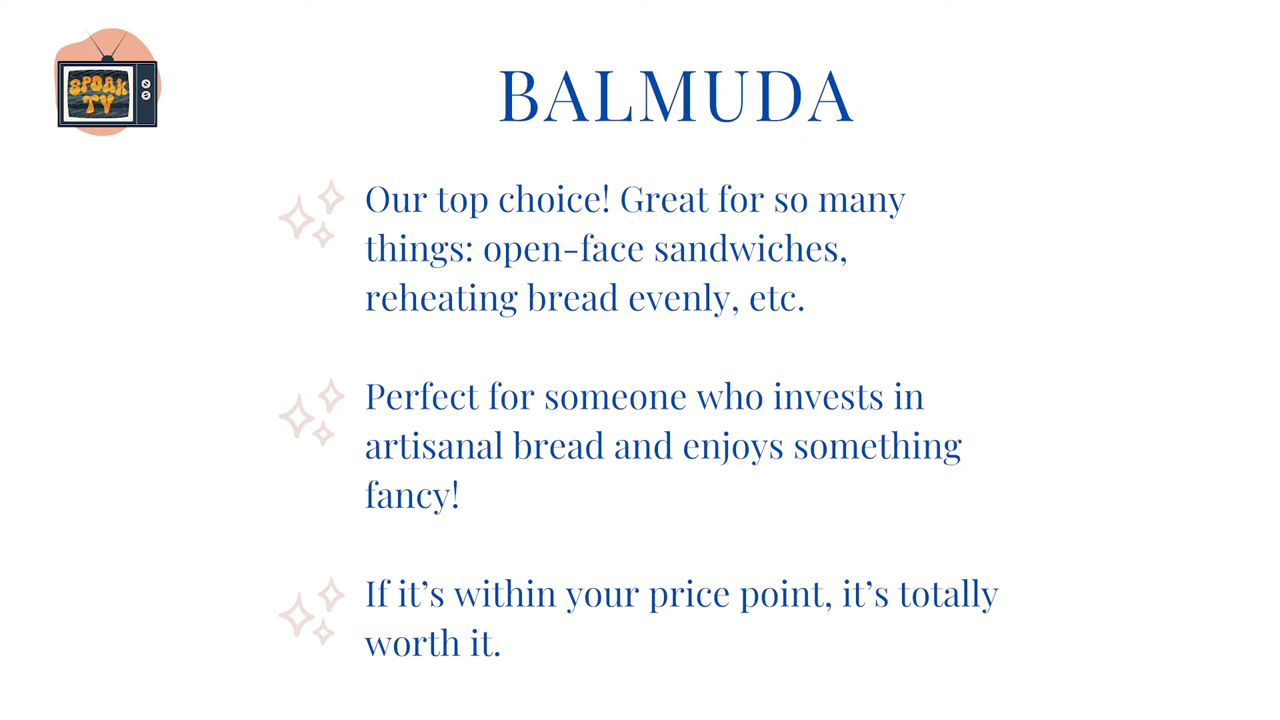 SPOAK
TV
BALMUDA
Our top choice! Great for so many
things: open-face sandwiches,
reheating bread evenly, etc.
Perfect for someone who invests in
artisanal bread and enjoys something
fancy!
If it’s within your price point, it’s totally
worth it.